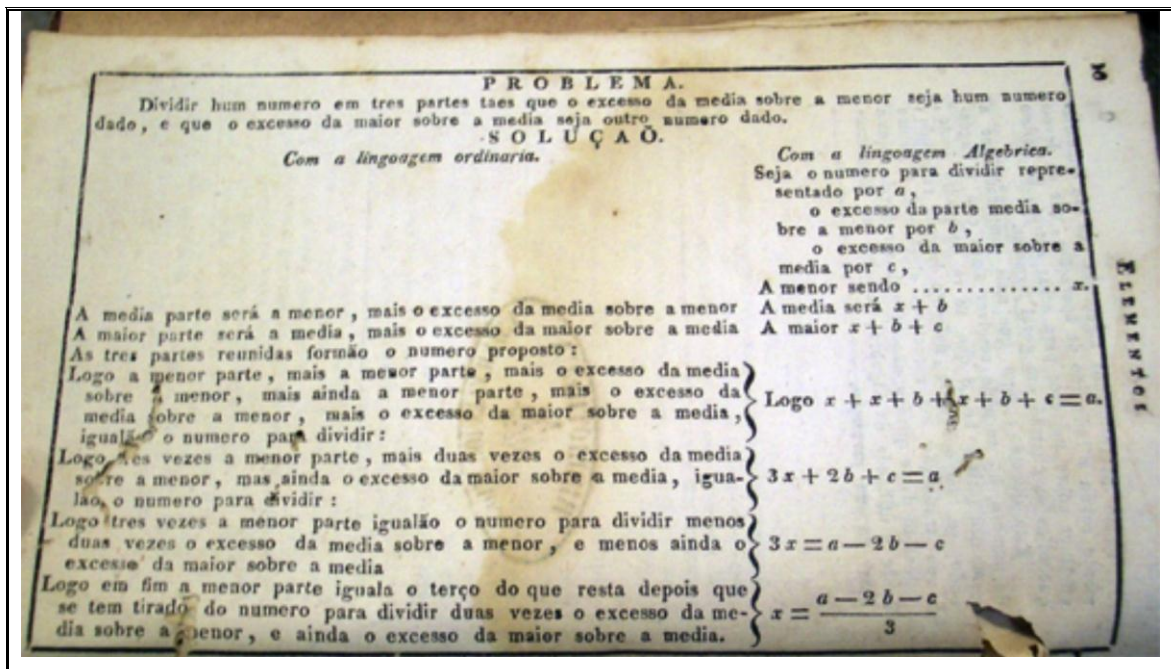 2
ELEMENTOS
PROBLEMA.
Dividir hum numero em tres partes taes que o excesso da media sobre a menor seja hum numero
dado, e que o excesso da maior sobre a media seja outro numero dado.
SOLUÇAÕ.
Com a lingoagem ordinaria.
Com a lingoagem Algebrica.
Seja o numero para dividir repre-
sentado por a,
o excesso da parte media so-
bre a menor por b,
o excesso da maior sobre a
media por c,
A menor sendo .............. x.
A media parte será a menor, mais o excesso da media sobre a menor
A media será x + b
A maior parte será a media, mais o excesso da maior sobre a media
A maior x + b + c
As tres partes reunidas formão o numero proposto:
Logo a menor parte, mais a menor parte, mais o excesso da media
sobre a menor, mais ainda a menor parte, mais o excesso da
media sobre a menor, mais o excesso da maior sobre a media,
igualão o numero para dividir:
Logo x + x + b + x + b + c = a.
Logo tres vezes a menor parte, mais duas vezes o excesso da media
sobre a menor, mas ainda o excesso da maior sobre a media, igua-
lão, o numero para dividir:
3x + 2b + c = a
Logo tres vezes a menor parte igualão o numero para dividir menos
duas vezes o excesso da media sobre a menor, e menos ainda o
excesso da maior sobre a media
3x = a — 2b — c
Logo em fim a menor parte iguala o terço do que resta depois que
se tem tirado do numero para dividir duas vezes o excesso da me-
dia sobre a menor, e ainda o excesso da maior sobre a media.
x = a — 2b — c
3